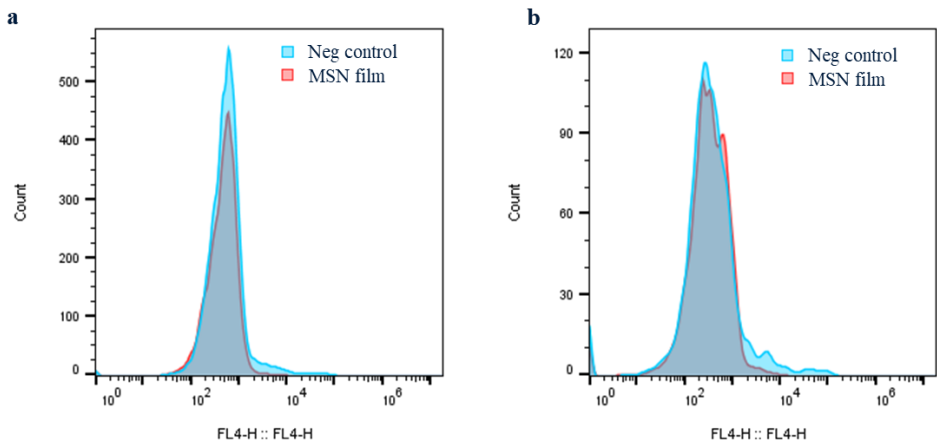 a
Neg control
MSN film
500
400
300
200
100
0
Count
10^0
10^2
10^4
10^6
FL4-H :: FL4-H
b
Neg control
MSN film
120
90
60
30
0
Count
10^0
10^2
10^4
10^6
FL4-H :: FL4-H